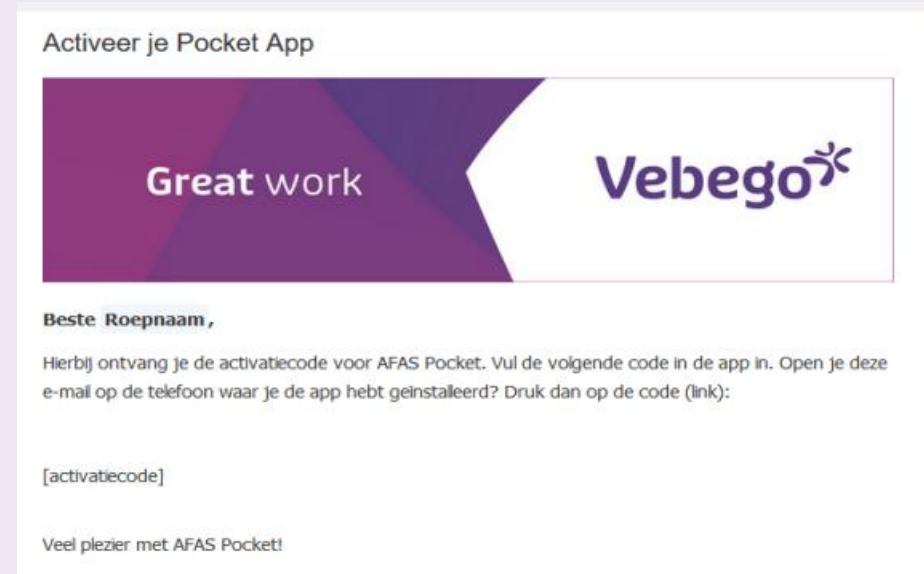 Activeer je Pocket App
Great work
Vebego
Beste Roepnaam,
Hierbij ontvang je de activatiecode voor AFAS Pocket. Vul de volgende code in de app in. Open je deze
e-mail op de telefoon waar je de app hebt geïnstalleerd? Druk dan op de code (link):
[activatiecode]
Veel plezier met AFAS Pocket!